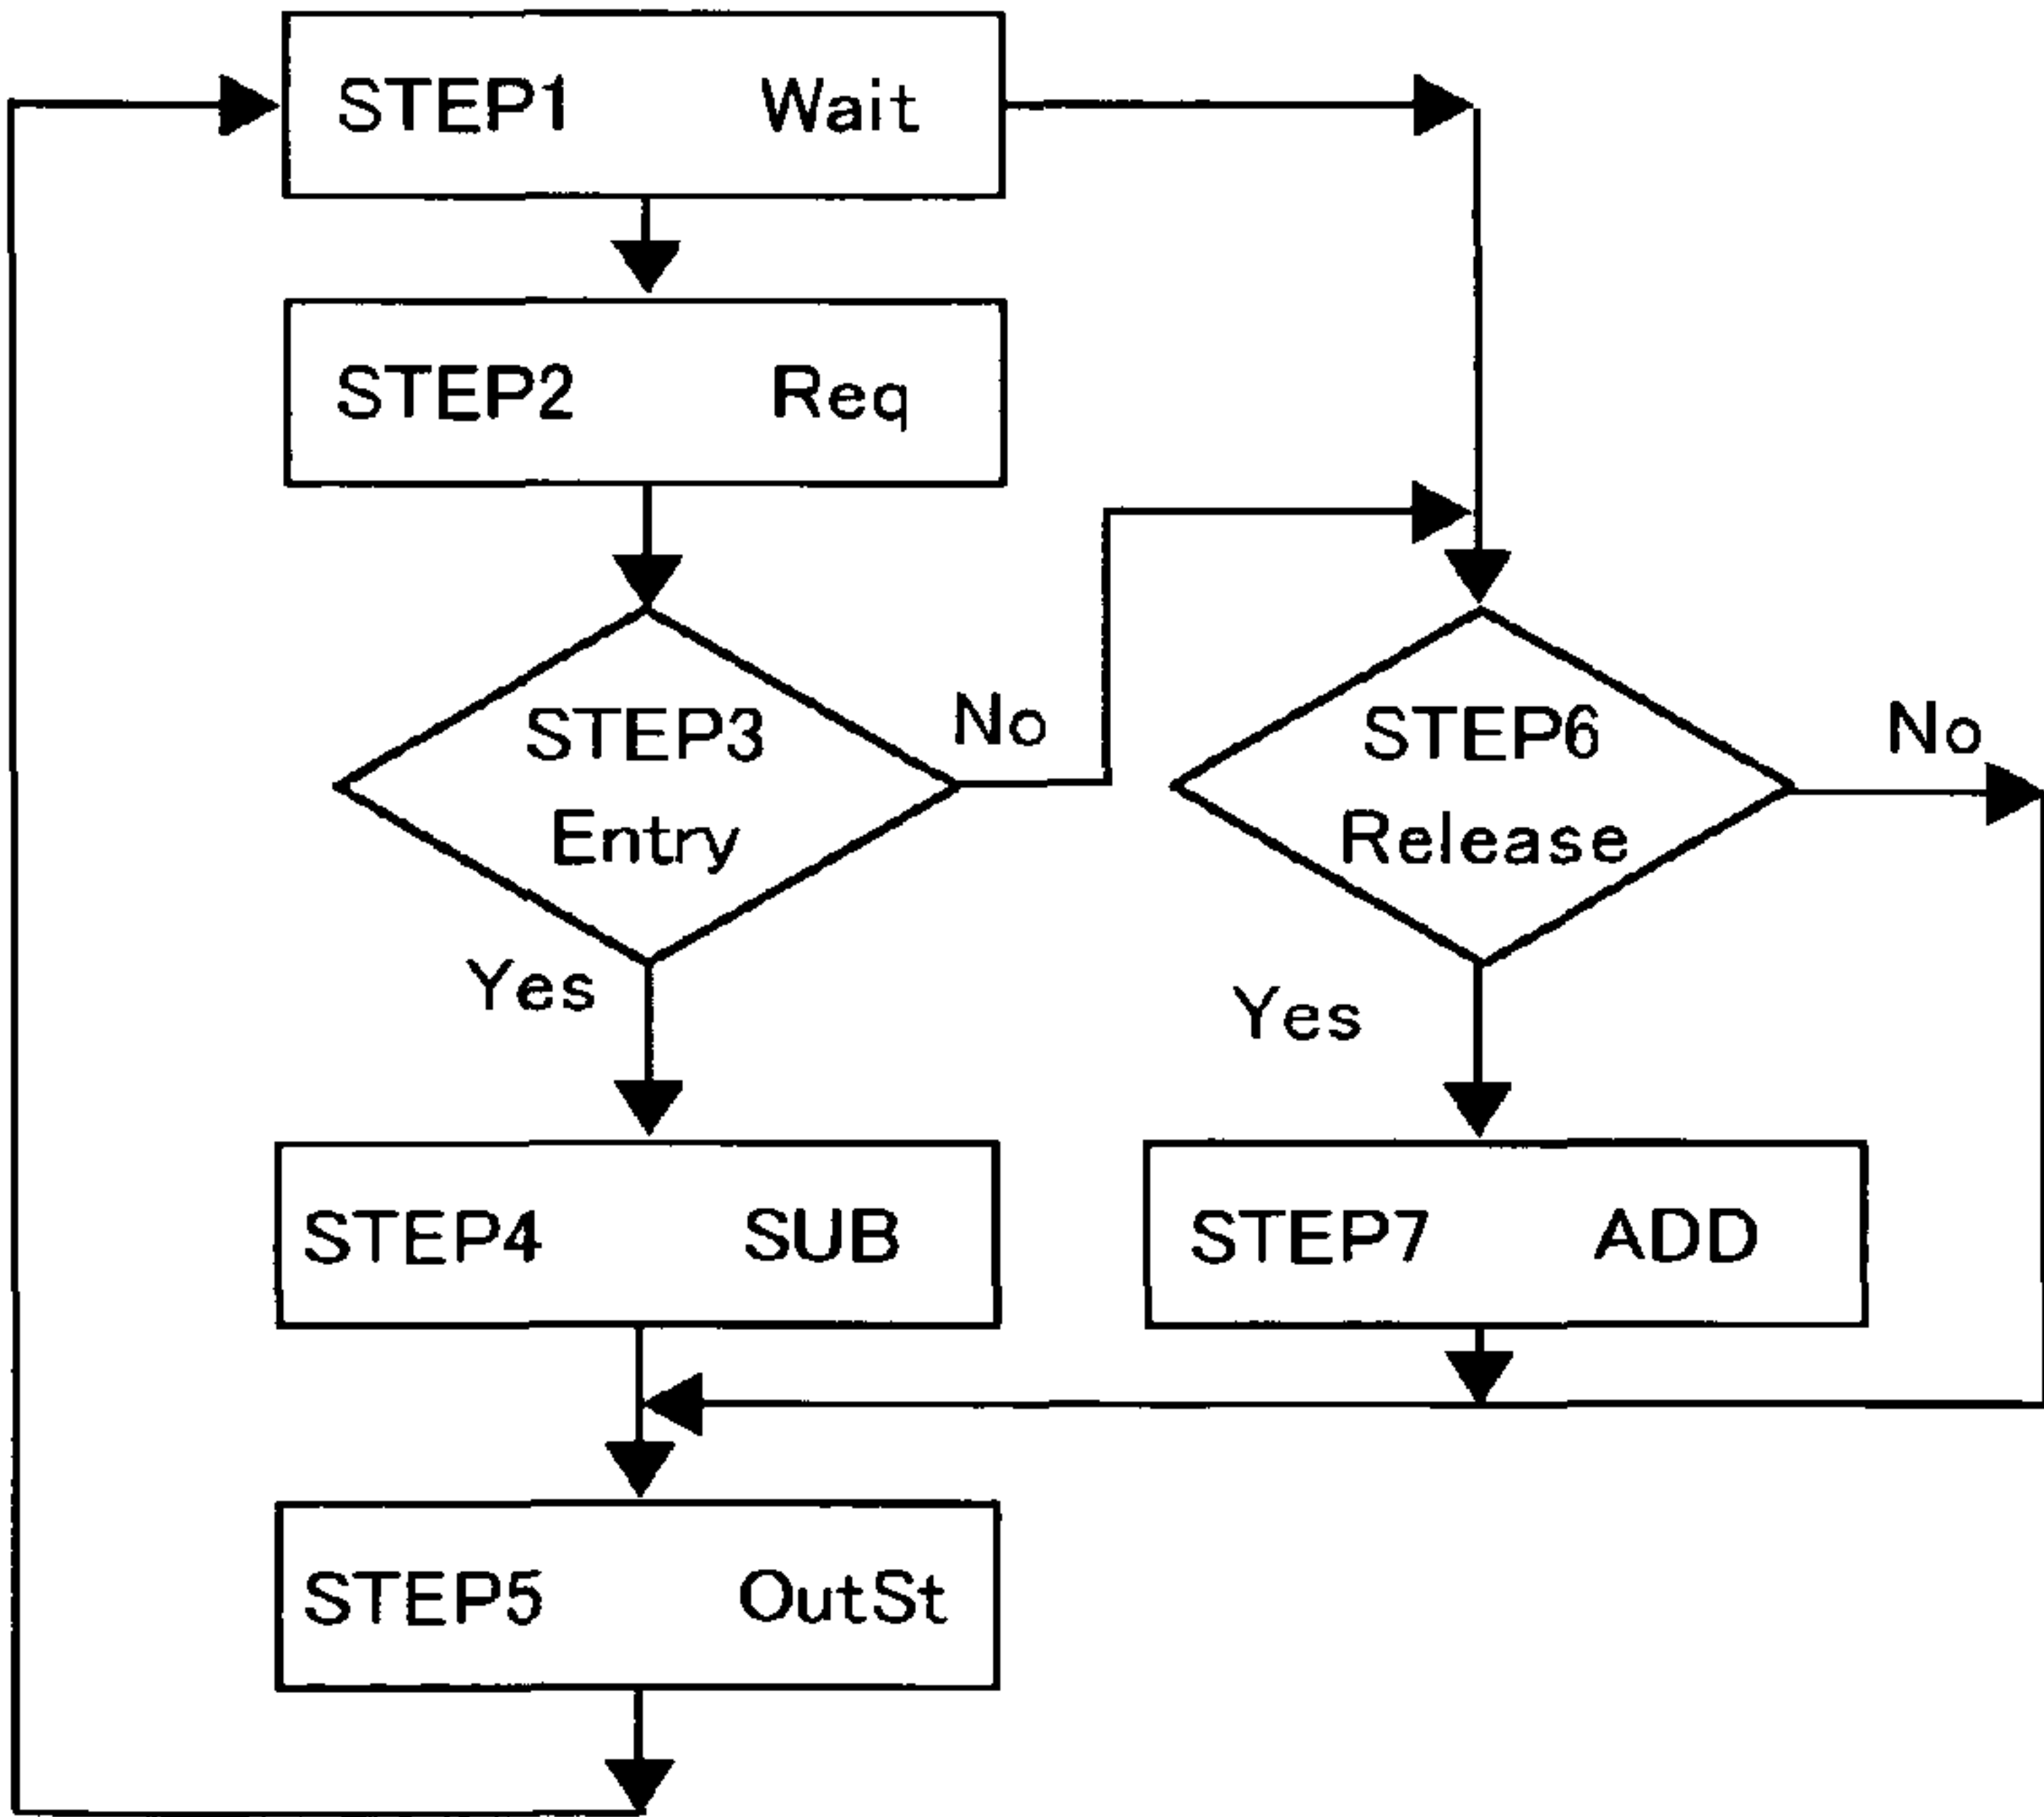 STEP1 Wait
STEP2 Req
STEP3
Entry
No
Yes
STEP6
Release
No
Yes
STEP4 SUB
STEP7 ADD
STEP5 OutSt